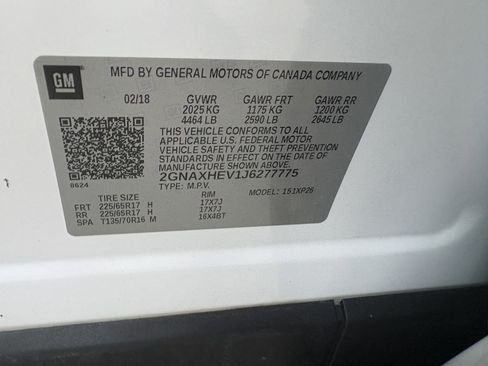 GM
MFD BY GENERAL MOTORS OF CANADA COMPANY
02/18 GVWR GAWR FRT GAWR RR
2025 KG 1175 KG 1200 KG
4464 LB 2590 LB 2645 LB
THIS VEHICLE CONFORMS TO ALL
APPLICABLE U.S. FEDERAL MOTOR
VEHICLE SAFETY AND THEFT PREVENTION
STANDARDS IN EFFECT ON THE DATE OF
MANUFACTURE SHOWN ABOVE.
8624 2GNAXHEV1J6277775
TYPE: M.P.V. MODEL: 1S1XP26
TIRE SIZE RIM
FRT 225/65R17 H 17X7J
RR 225/65R17 H 17X7J
SPA T135/70R16 M 16X4BT